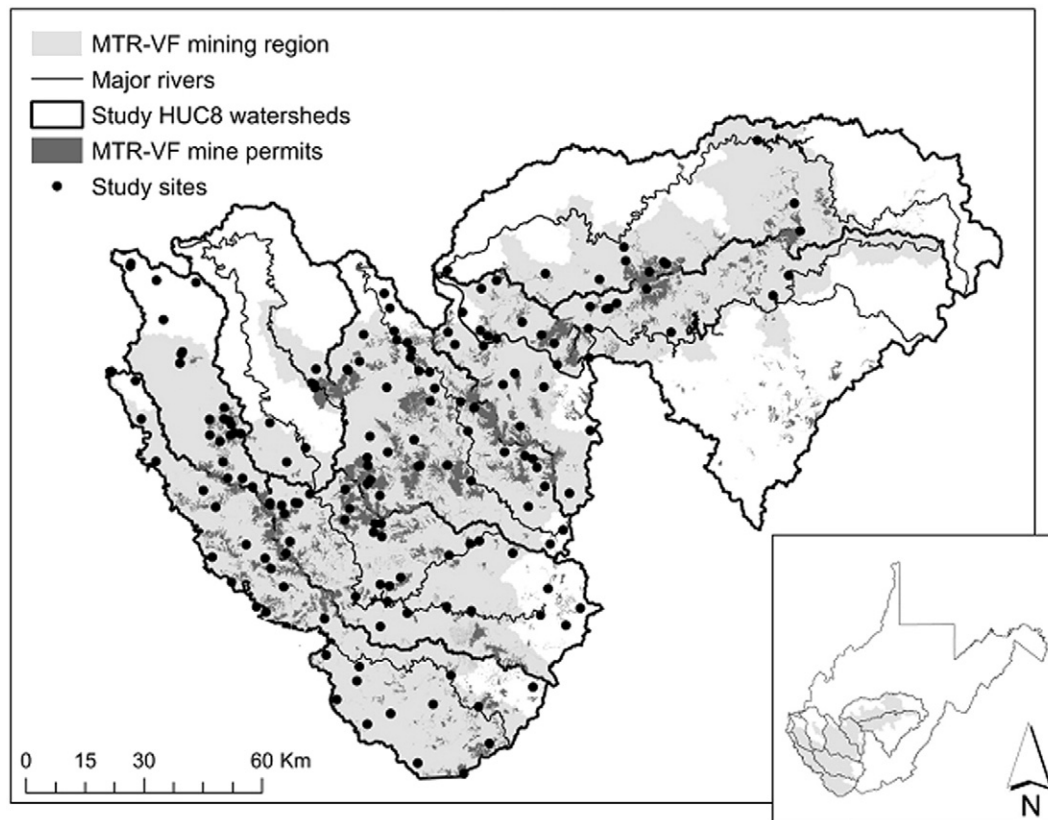 MTR-VF mining region
Major rivers
Study HUC8 watersheds
MTR-VF mine permits
Study sites
0 30 60 Km
N